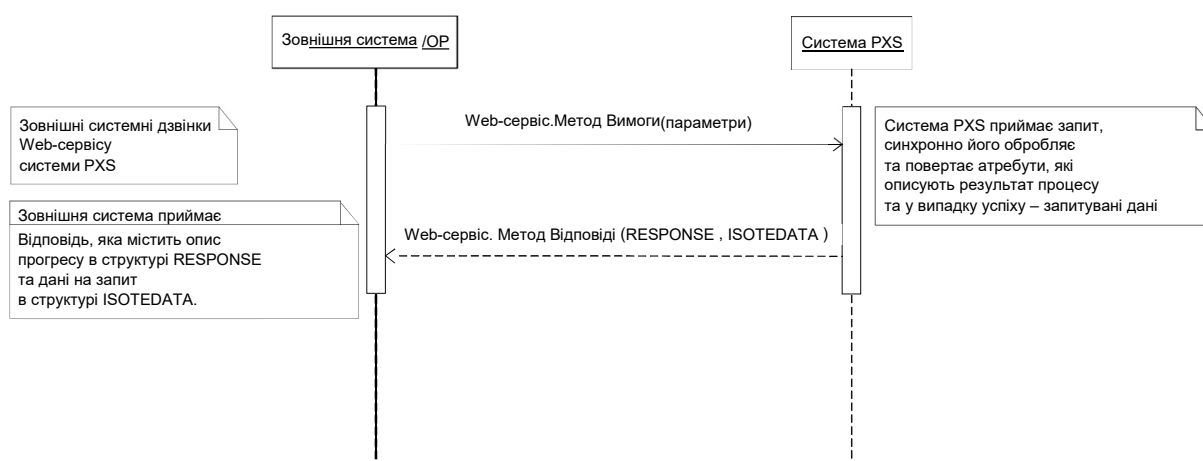 Зовнішня система /ОР
Система PXS
Зовнішні системні дзвінки
Web-сервісу
системи PXS
Web-сервіс.Метод Вимоги(параметри)
Система PXS приймає запит,
синхронно його обробляє
та повертає атрибути, які
описують результат процесу
та у випадку успіху – запитувані дані
Зовнішня система приймає
Відповідь, яка містить опис
прогресу в структурі RESPONSE
та дані на запит
в структурі ISOTEDATA.
Web-сервіс. Метод Відповіді (RESPONSE , ISOTEDATA )